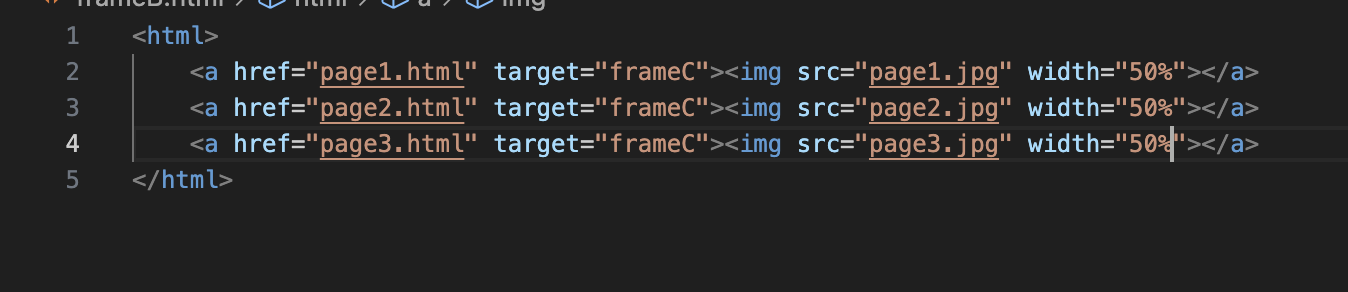 frameB.html > html > a > img
1 <html>
2 <a href="page1.html" target="frameC"><img src="page1.jpg" width="50%"></a>
3 <a href="page2.html" target="frameC"><img src="page2.jpg" width="50%"></a>
4 <a href="page3.html" target="frameC"><img src="page3.jpg" width="50%"></a>
5 </html>